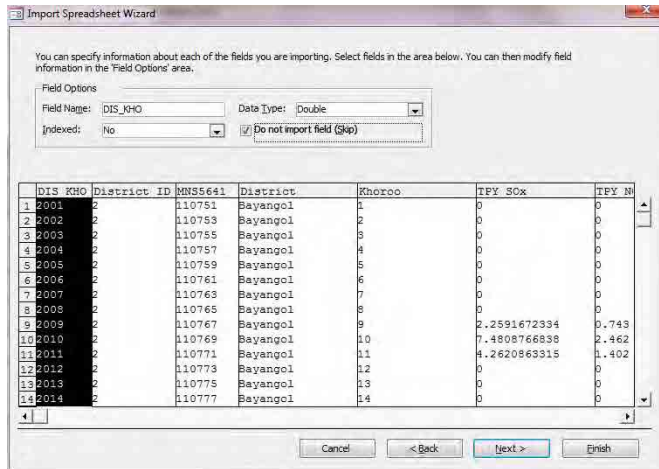 Import Spreadsheet Wizard
You can specify information about each of the fields you are importing. Select fields in the area below. You can then modify field
information in the 'Field Options' area.
Field Options
Field Name: DIS_KHO Data Type: Double
Indexed: No Do not import field (Skip)
DIS KHO District ID MNS5641 District Khoroo TPY SOx TPY N
1 2001 2 110751 Bayangol 1 0 0
2 2002 2 110753 Bayangol 2 0 0
3 2003 2 110755 Bayangol 3 0 0
4 2004 2 110757 Bayangol 4 0 0
5 2005 2 110759 Bayangol 5 0 0
6 2006 2 110761 Bayangol 6 0 0
7 2007 2 110763 Bayangol 7 0 0
8 2008 2 110765 Bayangol 8 0 0
9 2009 2 110767 Bayangol 9 2.2591672334 0.743
10 2010 2 110769 Bayangol 10 7.4808766838 2.462
11 2011 2 110771 Bayangol 11 4.2620863315 1.402
12 2012 2 110773 Bayangol 12 0 0
13 2013 2 110775 Bayangol 13 0 0
14 2014 2 110777 Bayangol 14 0 0
Cancel < Back Next > Finish